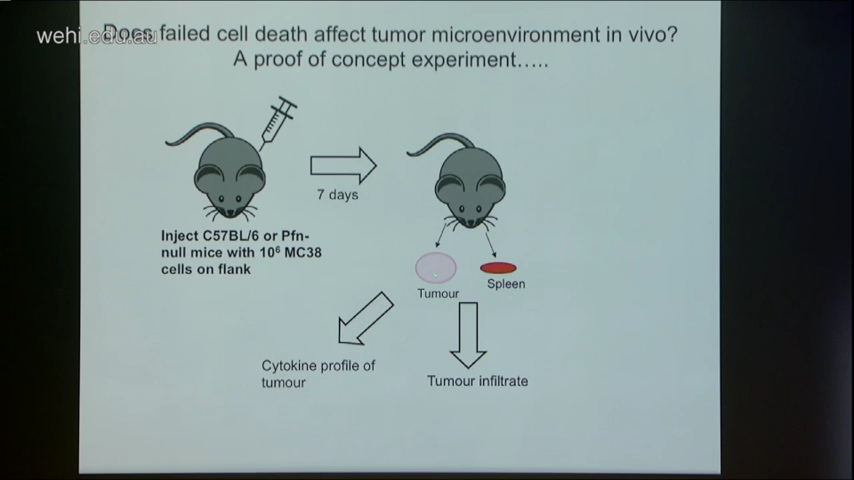 wehi.edu.au
Does failed cell death affect tumor microenvironment in vivo?
A proof of concept experiment.....
7 days
Inject C57BL/6 or Pfn-
null mice with 10⁶ MC38
cells on flank
Tumour
Spleen
Cytokine profile of
tumour
Tumour infiltrate